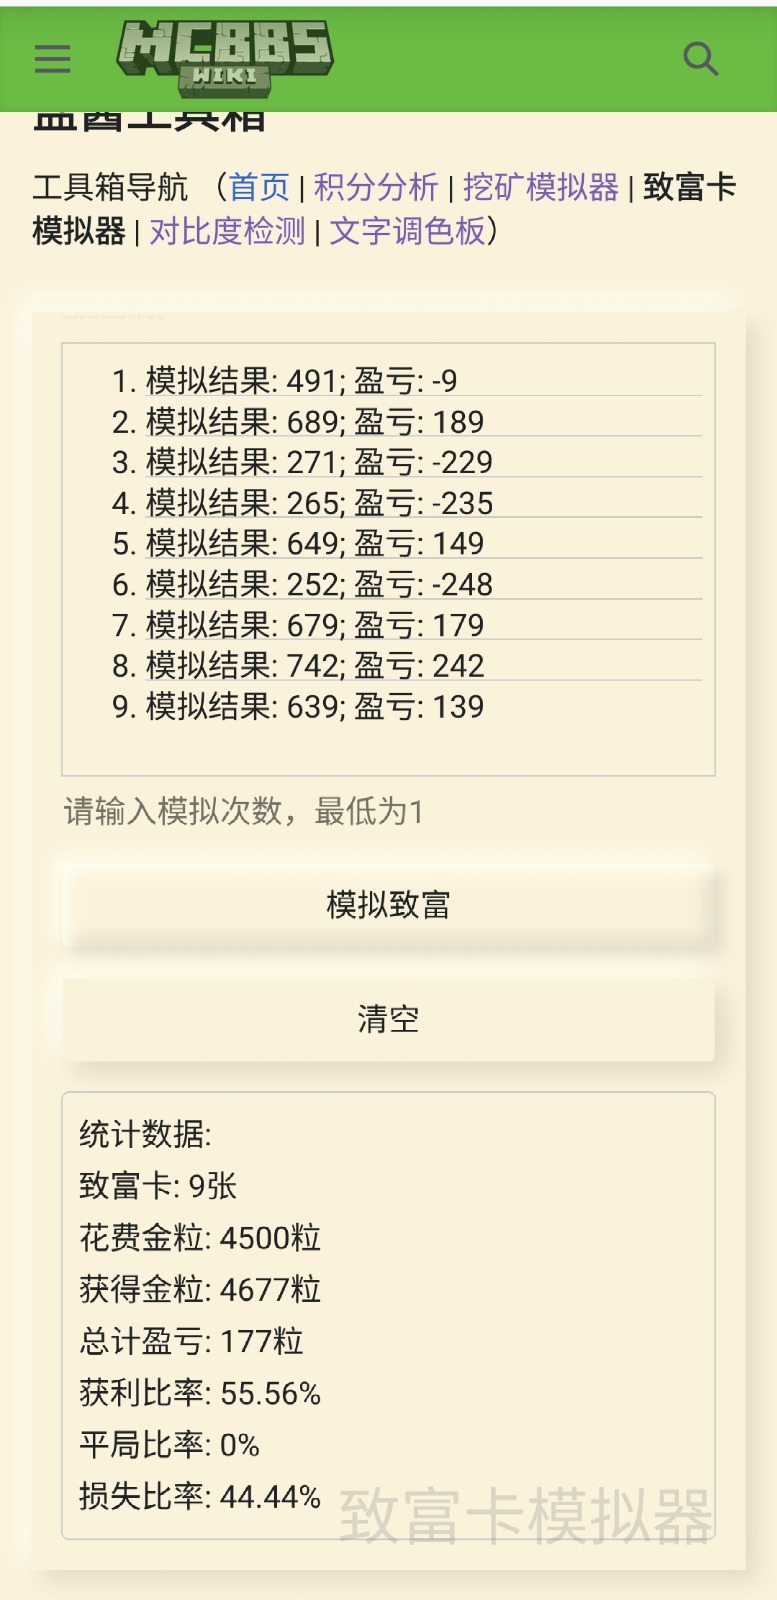 MCBBS
WIKI
工具箱
工具箱导航 （首页 | 积分分析 | 挖矿模拟器 | 致富卡
模拟器 | 对比度检测 | 文字调色板）
1. 模拟结果: 491; 盈亏: -9
2. 模拟结果: 689; 盈亏: 189
3. 模拟结果: 271; 盈亏: -229
4. 模拟结果: 265; 盈亏: -235
5. 模拟结果: 649; 盈亏: 149
6. 模拟结果: 252; 盈亏: -248
7. 模拟结果: 679; 盈亏: 179
8. 模拟结果: 742; 盈亏: 242
9. 模拟结果: 639; 盈亏: 139
请输入模拟次数，最低为1
模拟致富
清空
统计数据:
致富卡: 9张
花费金粒: 4500粒
获得金粒: 4677粒
总计盈亏: 177粒
获利比率: 55.56%
平局比率: 0%
损失比率: 44.44%
致富卡模拟器